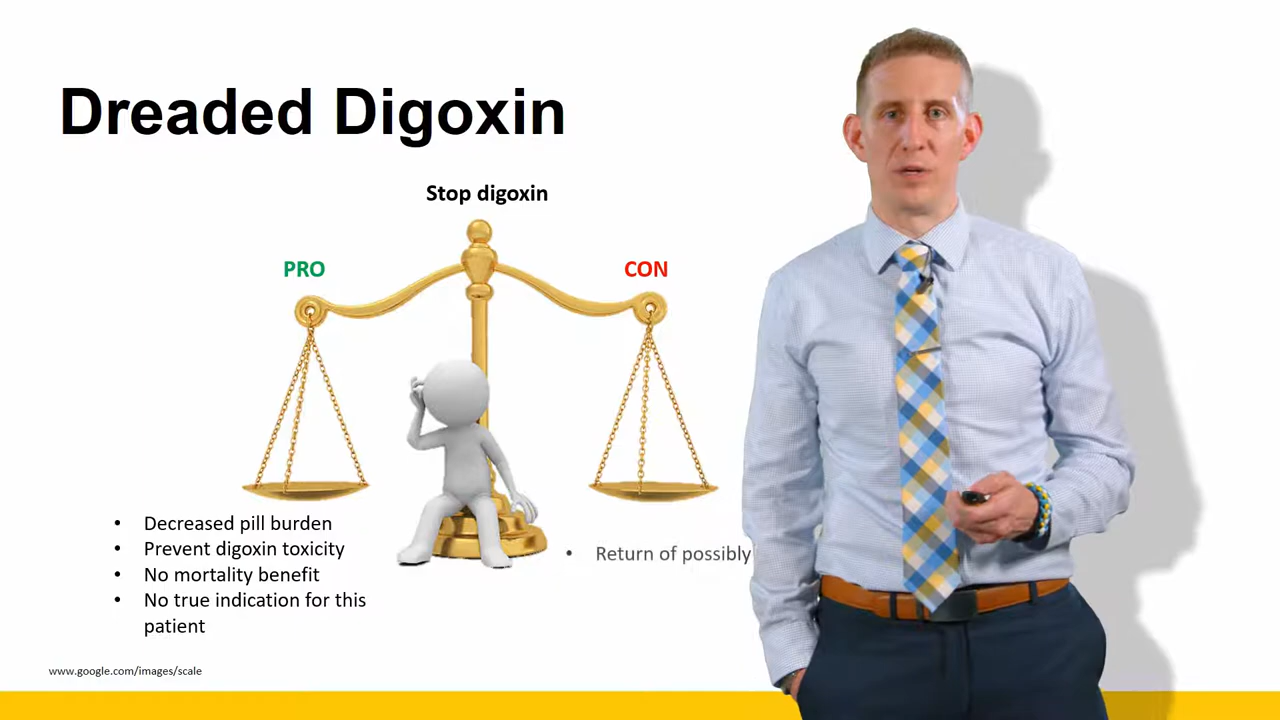 Dreaded Digoxin
Stop digoxin
PRO
CON
• Decreased pill burden
• Prevent digoxin toxicity
• No mortality benefit
• No true indication for this
patient
• Return of possibly
www.google.com/images/scale